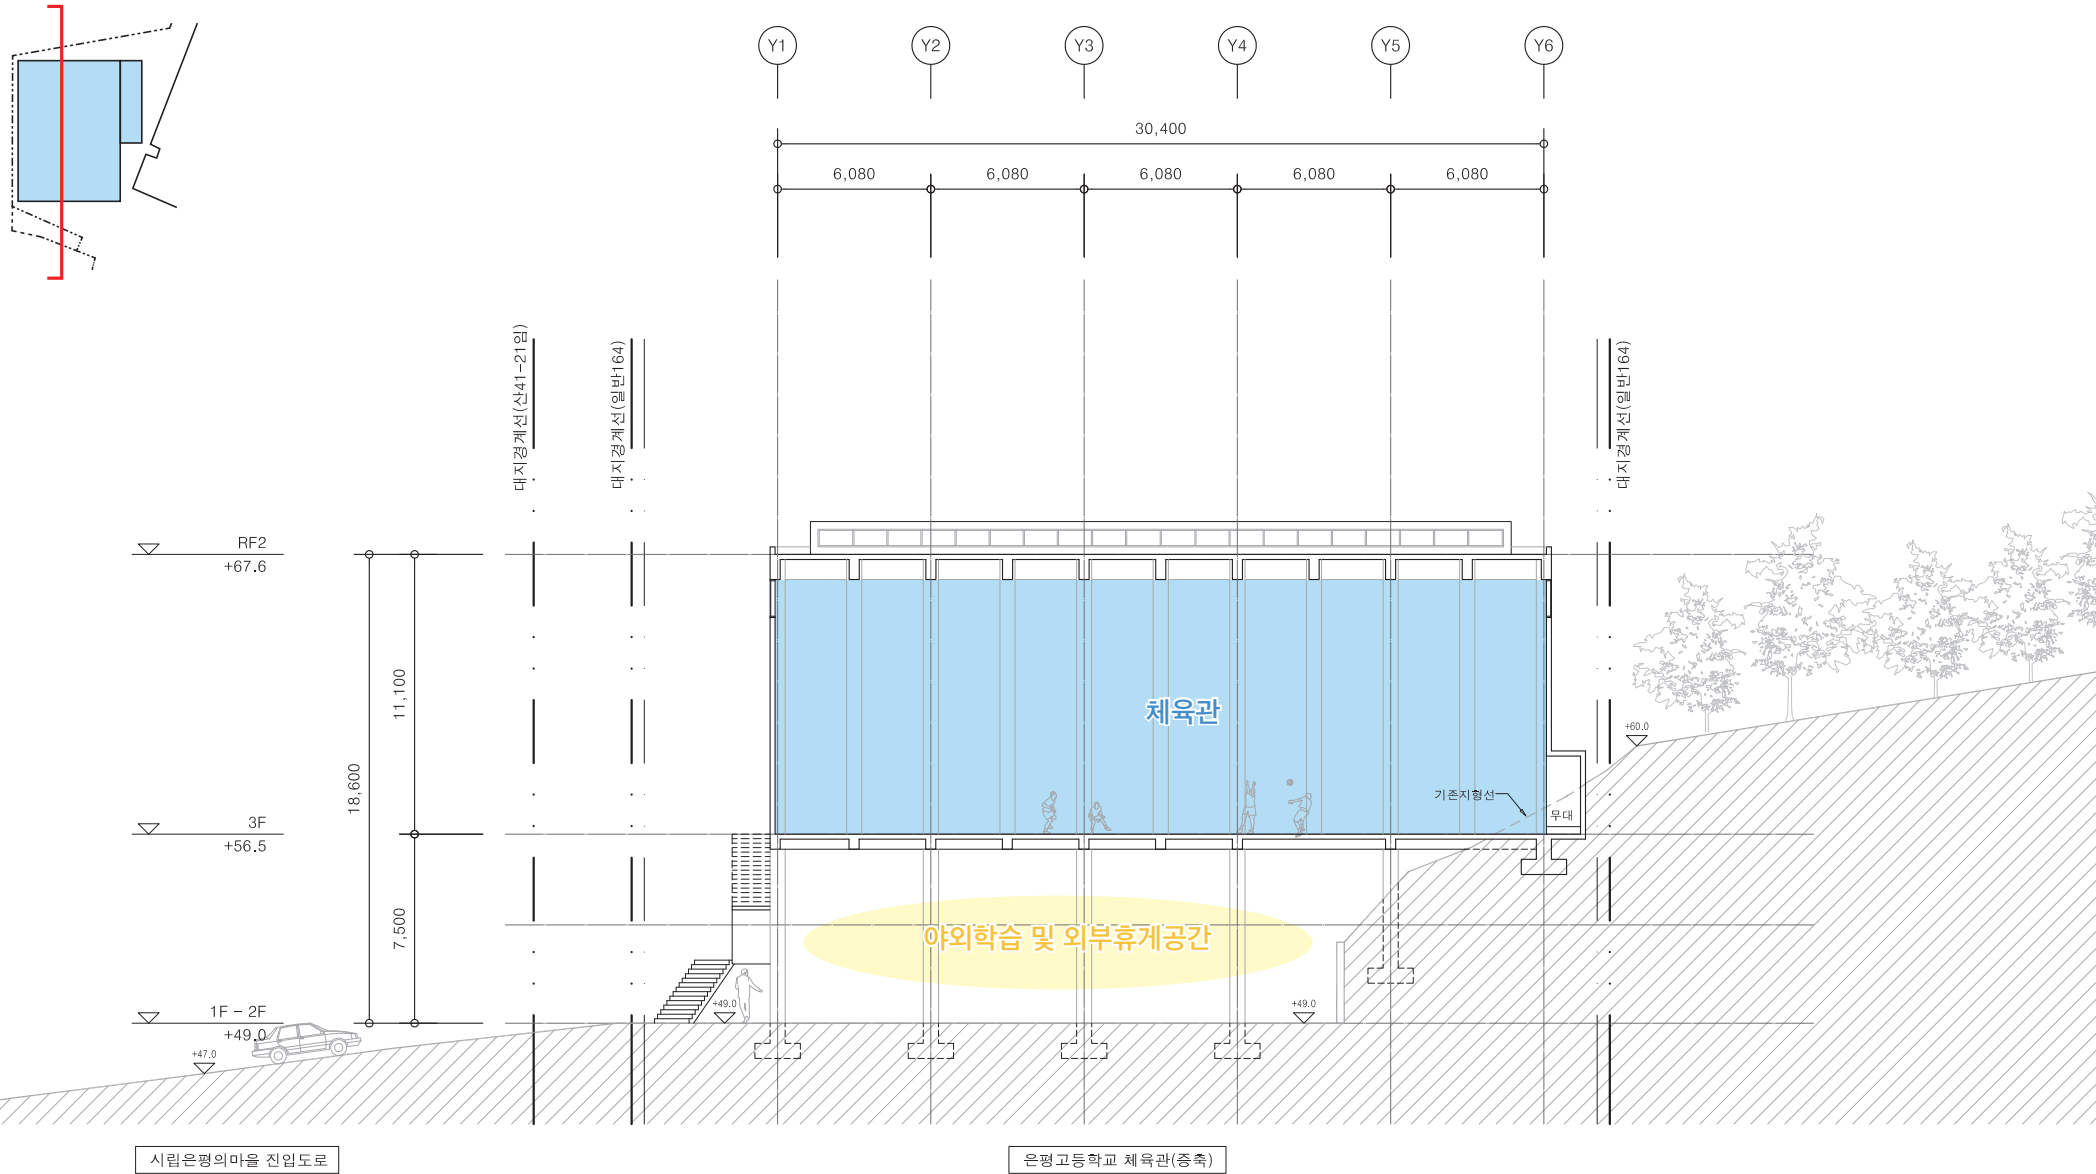 Y1 Y2 Y3 Y4 Y5 Y6
30,400
6,080 6,080 6,080 6,080 6,080
대지경계선(산41-21임)
대지경계선(일반164)
대지경계선(일반164)
RF2
+67.6
11,100
체육관
+60.0
18,600
기존지형선
무대
3F
+56.5
7,500
야외학습 및 외부휴게공간
1F - 2F
+49.0
+49.0
+49.0
+47.0
시립은평의마을 진입도로
은평고등학교 체육관(증축)